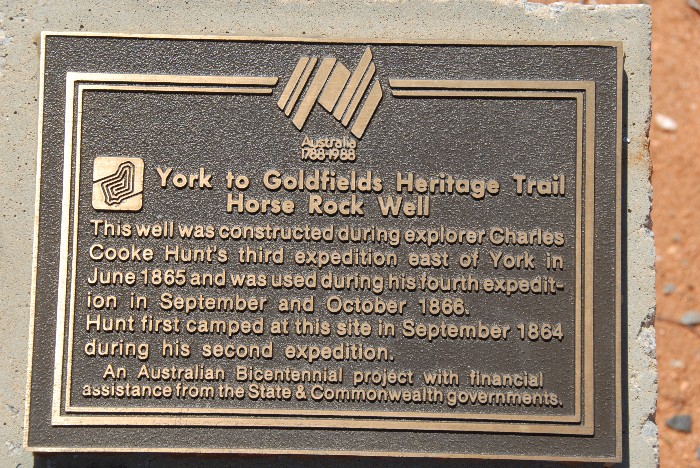 Australia
1788-1988
York to Goldfields Heritage Trail
Horse Rock Well
This well was constructed during explorer Charles
Cooke Hunt's third expedition east of York in
June 1865 and was used during his fourth expedit-
ion in September and October 1866.
Hunt first camped at this site in September 1864
during his second expedition.
An Australian Bicentennial project with financial
assistance from the State & Commonwealth governments.